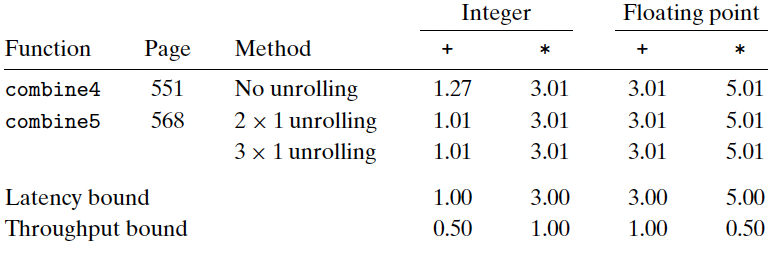 Integer Floating point
Function Page Method + * + *
combine4 551 No unrolling 1.27 3.01 3.01 5.01
combine5 568 2 × 1 unrolling 1.01 3.01 3.01 5.01
3 × 1 unrolling 1.01 3.01 3.01 5.01
Latency bound 1.00 3.00 3.00 5.00
Throughput bound 0.50 1.00 1.00 0.50